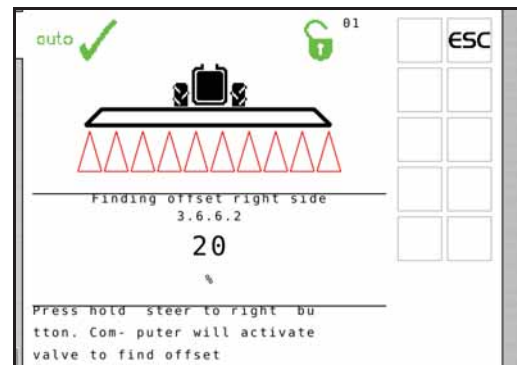 auto
01
ESC
Finding offset right side
3.6.6.2
20
%
Press hold steer to right bu
tton. Com- puter will activate
valve to find offset